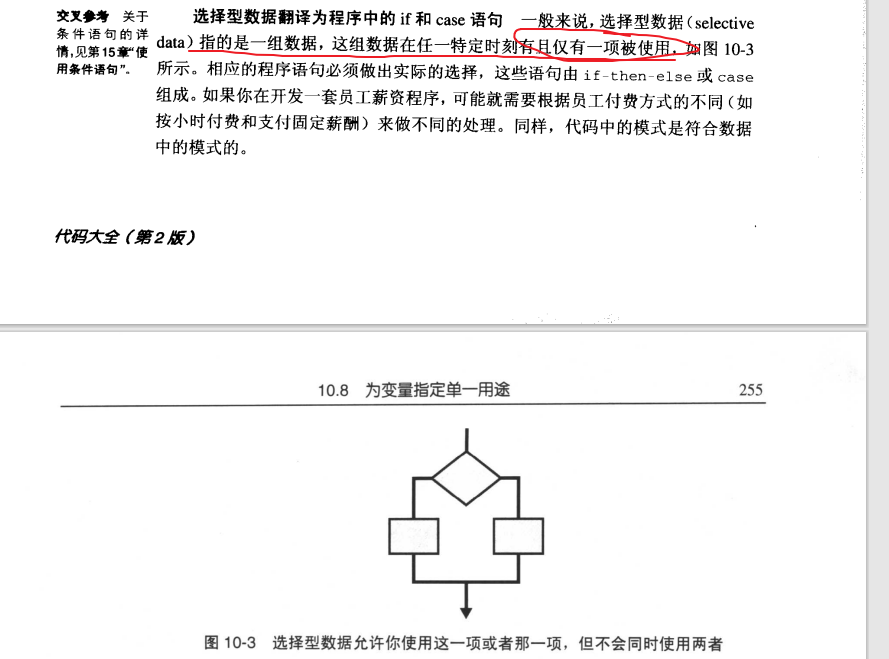 交叉参考 关于
条件语句的详
情,见第15章“使
用条件语句”。
选择型数据翻译为程序中的 if 和 case 语句 一般来说,选择型数据(selective
data)指的是一组数据，这组数据在任一特定时刻有且仅有一项被使用，如图 10-3
所示。相应的程序语句必须做出实际的选择，这些语句由 if-then-else 或 case
组成。如果你在开发一套员工薪资程序，可能就需要根据员工付费方式的不同（如
按小时付费和支付固定薪酬）来做不同的处理。同样，代码中的模式是符合数据
中的模式的。
代码大全（第2版）
10.8 为变量指定单一用途 255
图 10-3 选择型数据允许你使用这一项或者那一项，但不会同时使用两者